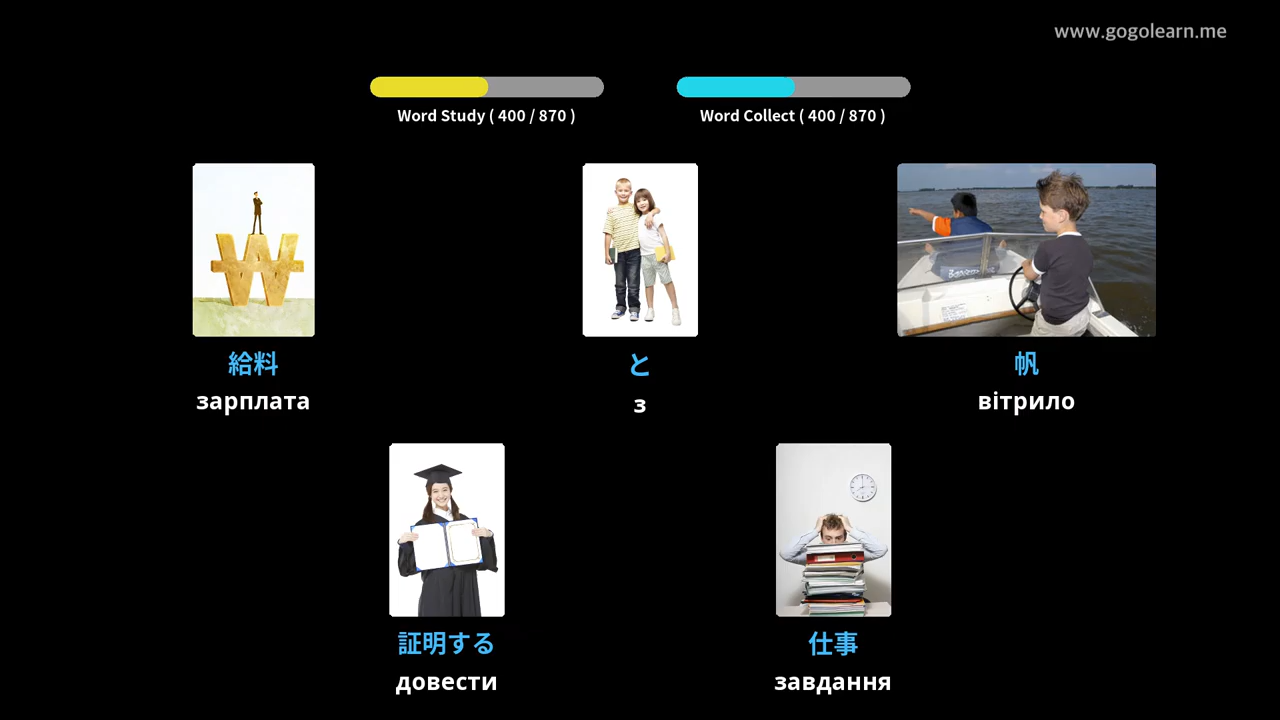 www.gogolearn.me
Word Study ( 400 / 870 )
Word Collect ( 400 / 870 )
給料
зарплата
と
з
帆
вітрило
証明する
довести
仕事
завдання